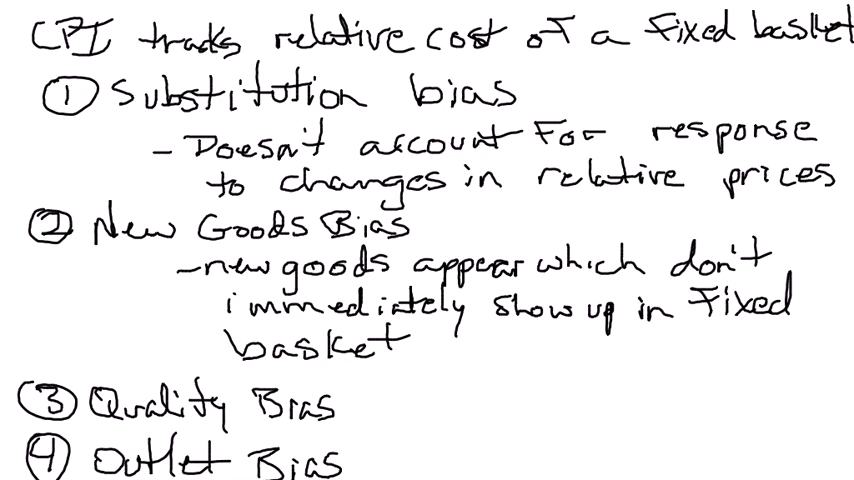 CPI tracks relative cost of a fixed basket
① Substitution bias
- Doesn't account for response
to changes in relative prices
② New Goods Bias
- new goods appear which don't
immediately show up in fixed
basket
③ Quality Bias
④ Outlet Bias